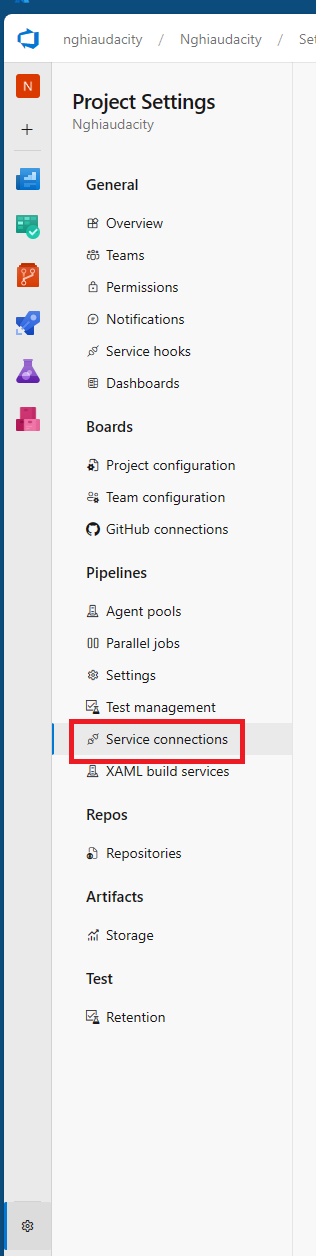 nghiaudacity / Nghiaudacity /
N
Project Settings
Nghiaudacity
General
Overview
Teams
Permissions
Notifications
Service hooks
Dashboards
Boards
Project configuration
Team configuration
GitHub connections
Pipelines
Agent pools
Parallel jobs
Settings
Test management
Service connections
XAML build services
Repos
Repositories
Artifacts
Storage
Test
Retention